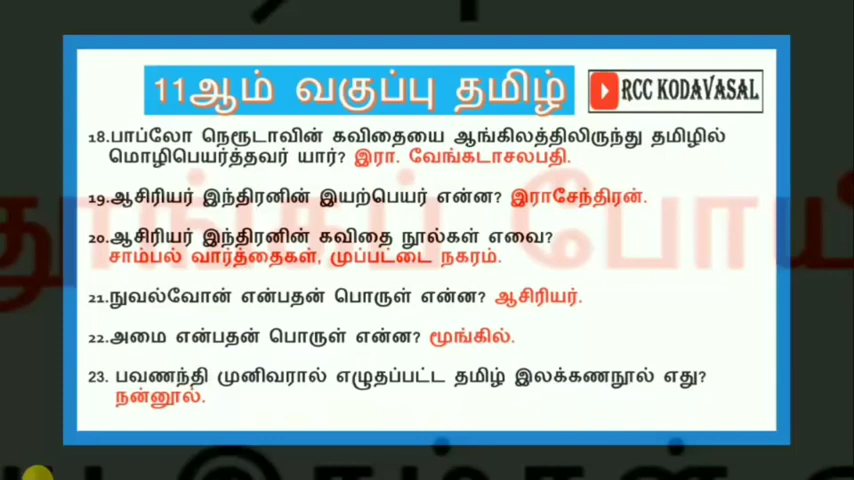 11ஆம் வகுப்பு தமிழ்
RCC KODAVASAL
18.பாப்லோ நெரூடாவின் கவிதையை ஆங்கிலத்திலிருந்து தமிழில்
மொழிபெயர்த்தவர் யார்? இரா. வேங்கடாசலபதி.
19.ஆசிரியர் இந்திரனின் இயற்பெயர் என்ன? இராசேந்திரன்.
20.ஆசிரியர் இந்திரனின் கவிதை நூல்கள் எவை?
சாம்பல் வார்த்தைகள், முப்பட்டை நகரம்.
21.நுவல்வோன் என்பதன் பொருள் என்ன? ஆசிரியர்.
22.அமை என்பதன் பொருள் என்ன? மூங்கில்.
23. பவணந்தி முனிவரால் எழுதப்பட்ட தமிழ் இலக்கணநூல் எது?
நன்னூல்.